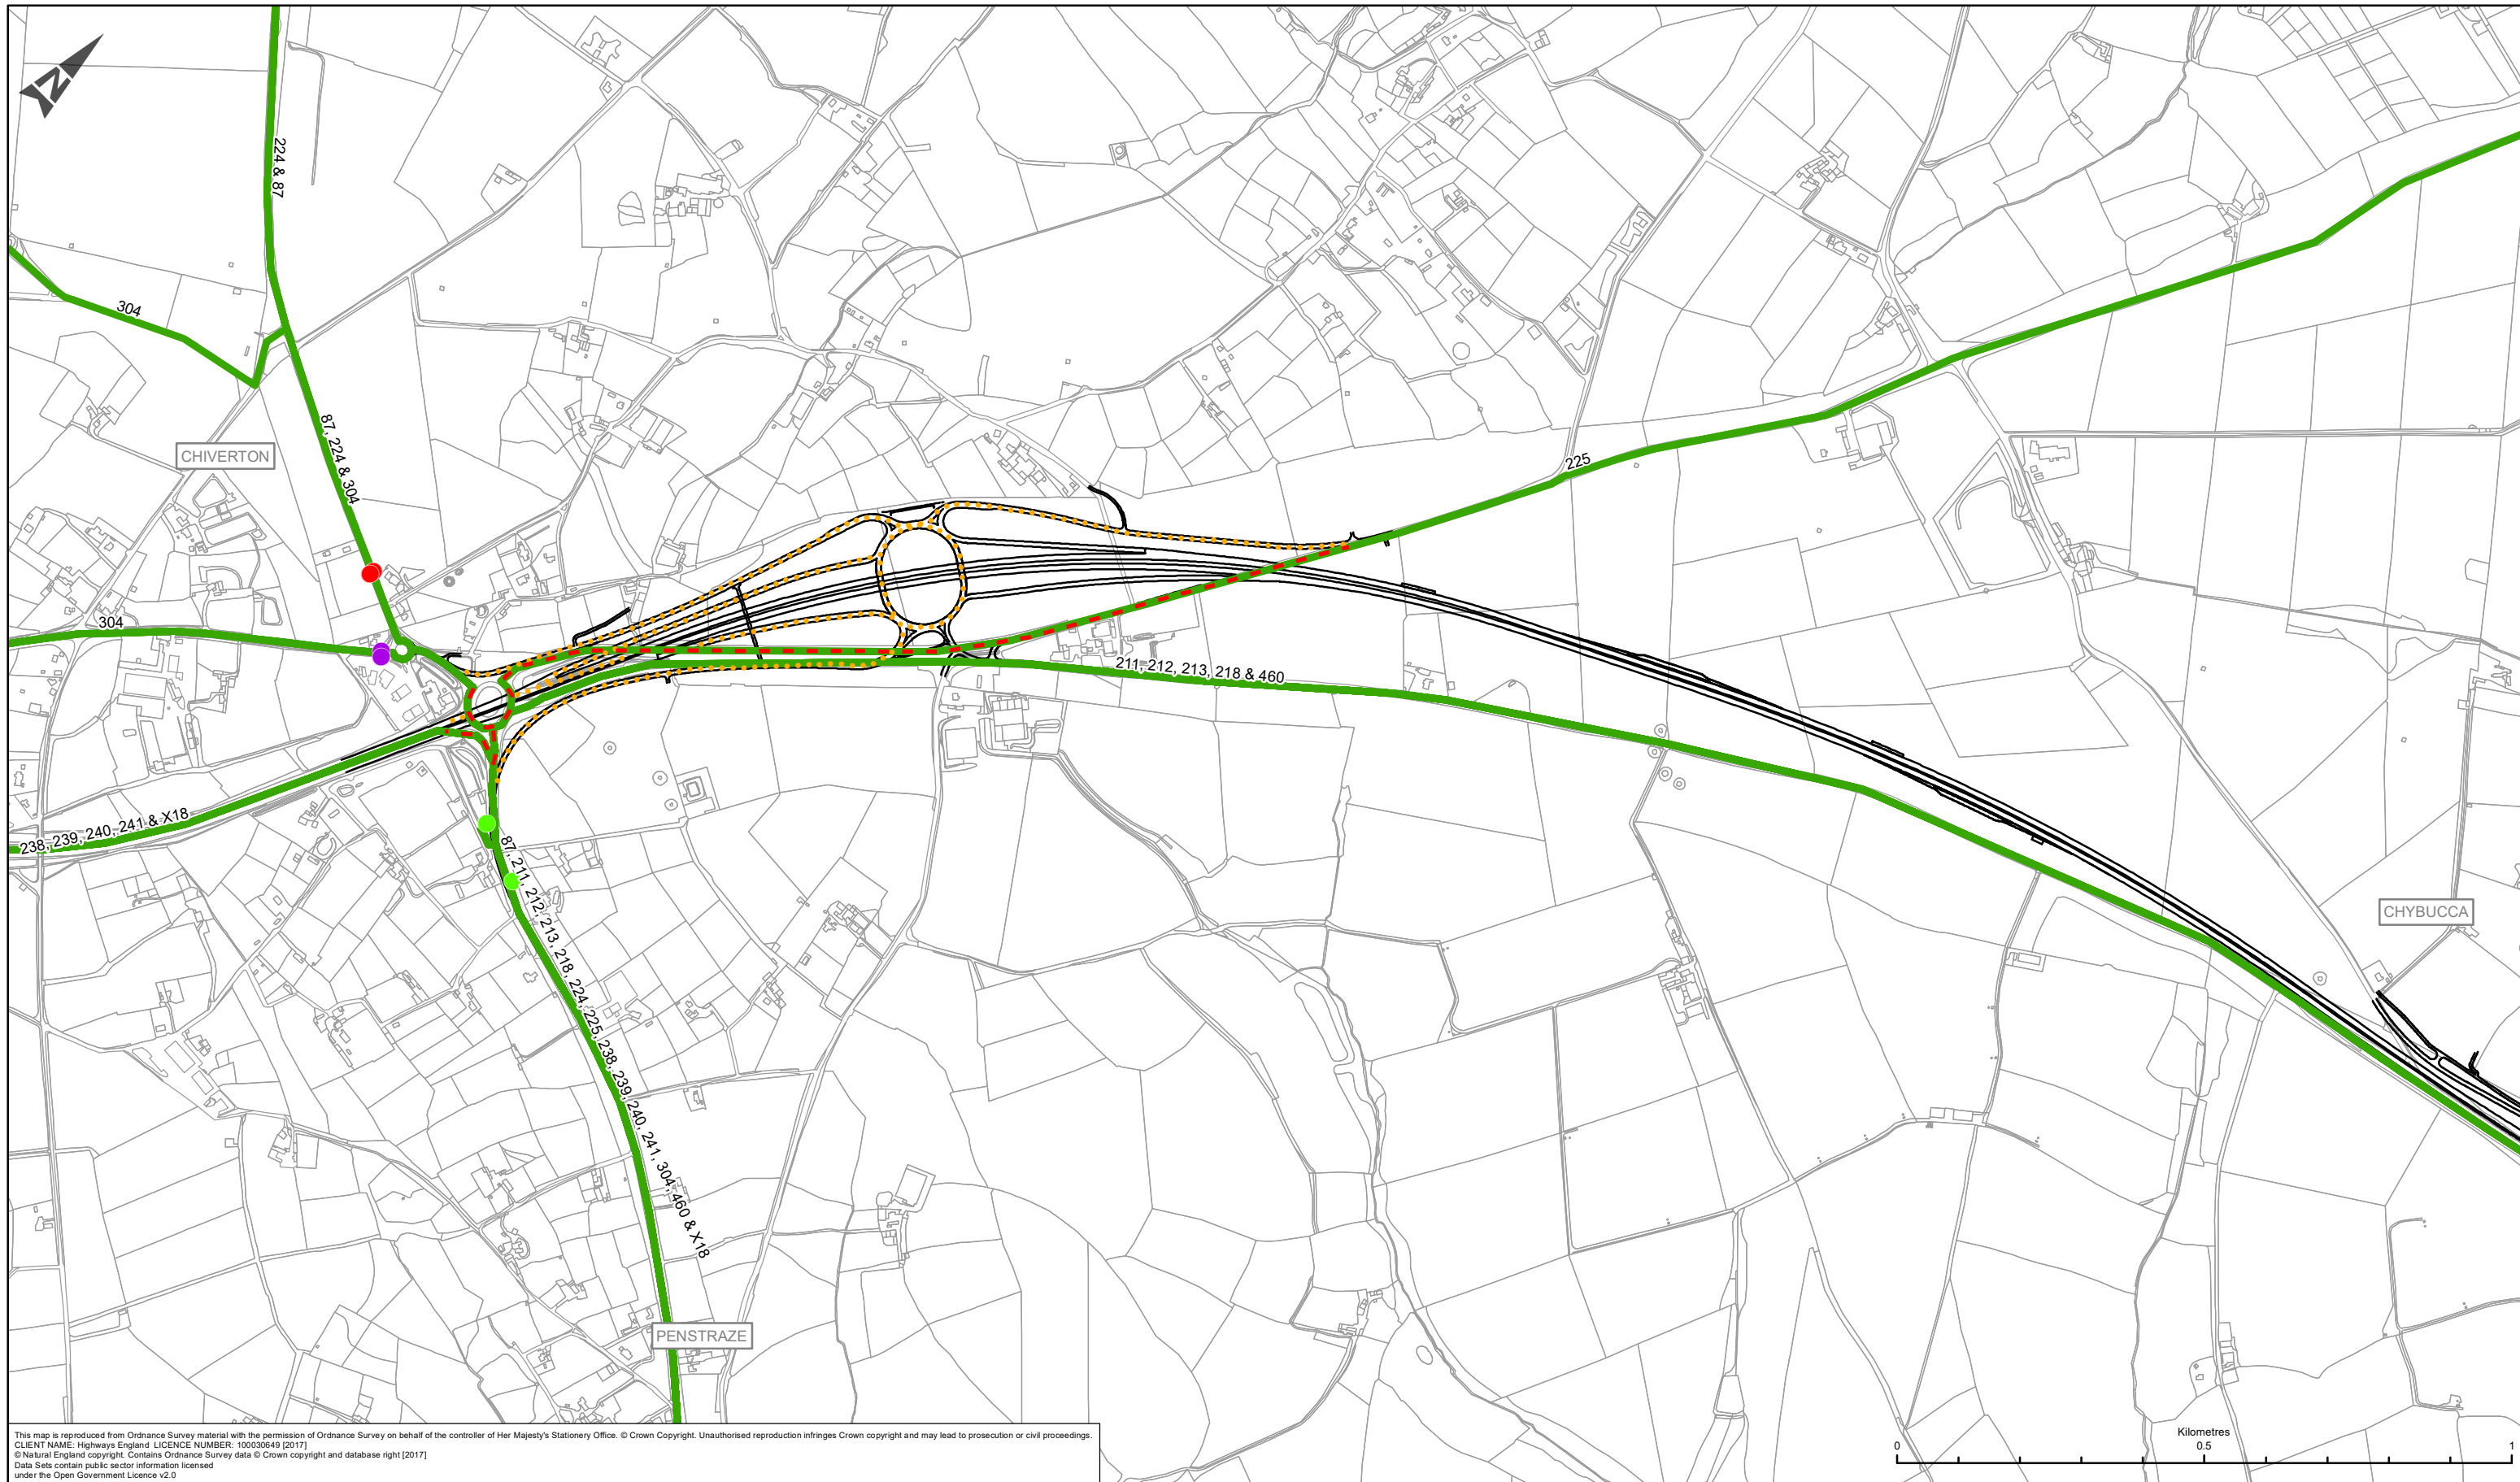 N
224 & 87
304
87, 224 & 304
CHIVERTON
225
304
211, 212, 213, 218 & 460
238, 239, 240, 241 & X18
87, 211, 212, 213, 218, 224, 225, 238, 239, 240, 241, 304, 460 & X18
CHYBUCCA
PENSTRAZE
This map is reproduced from Ordnance Survey material with the permission of Ordnance Survey on behalf of the controller of Her Majesty's Stationery Office. © Crown Copyright. Unauthorised reproduction infringes Crown copyright and may lead to prosecution or civil proceedings.
CLIENT NAME: Highways England LICENCE NUMBER: 100030649 [2017]
© Natural England copyright. Contains Ordnance Survey data © Crown copyright and database right [2017]
Data Sets contain public sector information licensed
under the Open Government Licence v2.0
Kilometres
0 0.5 1